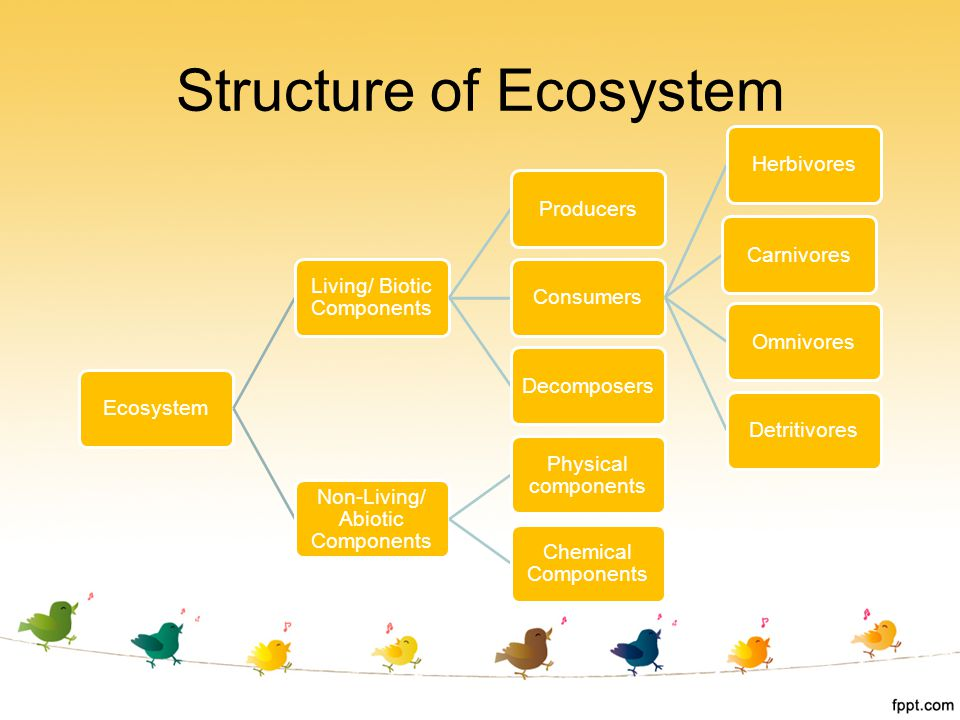 Structure of Ecosystem
Ecosystem
Living/ Biotic
Components
Non-Living/
Abiotic
Components
Producers
Consumers
Decomposers
Physical
components
Chemical
Components
Herbivores
Carnivores
Omnivores
Detritivores
fppt.com